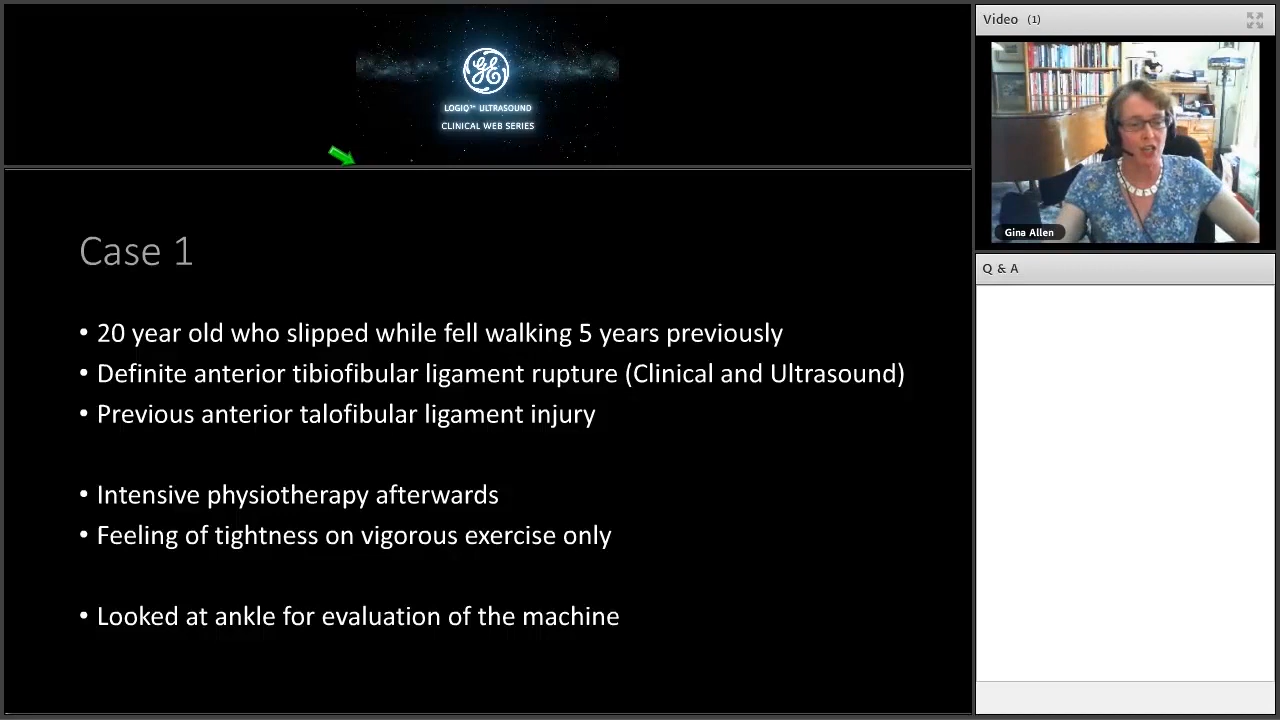 LOGIQ™ ULTRASOUND
CLINICAL WEB SERIES
Case 1
• 20 year old who slipped while fell walking 5 years previously
• Definite anterior tibiofibular ligament rupture (Clinical and Ultrasound)
• Previous anterior talofibular ligament injury
• Intensive physiotherapy afterwards
• Feeling of tightness on vigorous exercise only
• Looked at ankle for evaluation of the machine
Video (1)
Gina Allen
Q & A